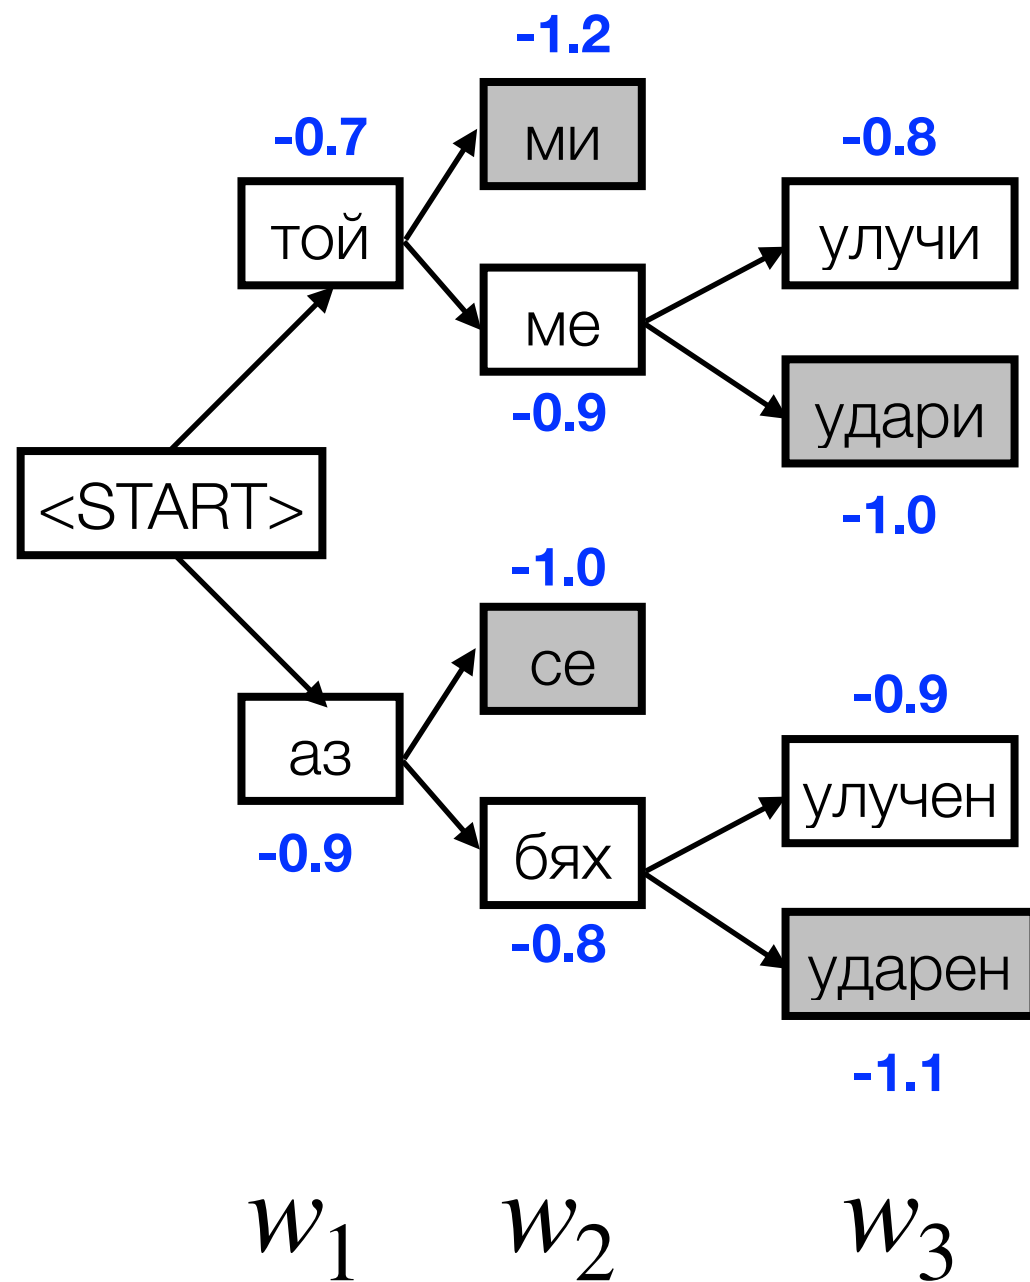 -1.2
-0.7
ми
-0.8
той
улучи
ме
-0.9
удари
<START>
-1.0
-1.0
се
-0.9
аз
улучен
-0.9
бях
-0.8
ударен
-1.1
w1 w2 w3